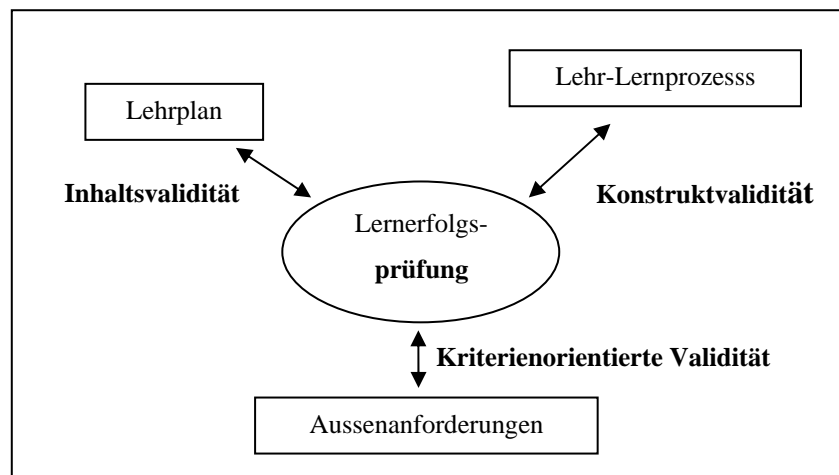 Lehr-Lernprozesss
Lehrplan
Inhaltsvalidität
Konstruktvalidität
Lernerfolgs-
prüfung
Kriterienorientierte Validität
Aussenanforderungen